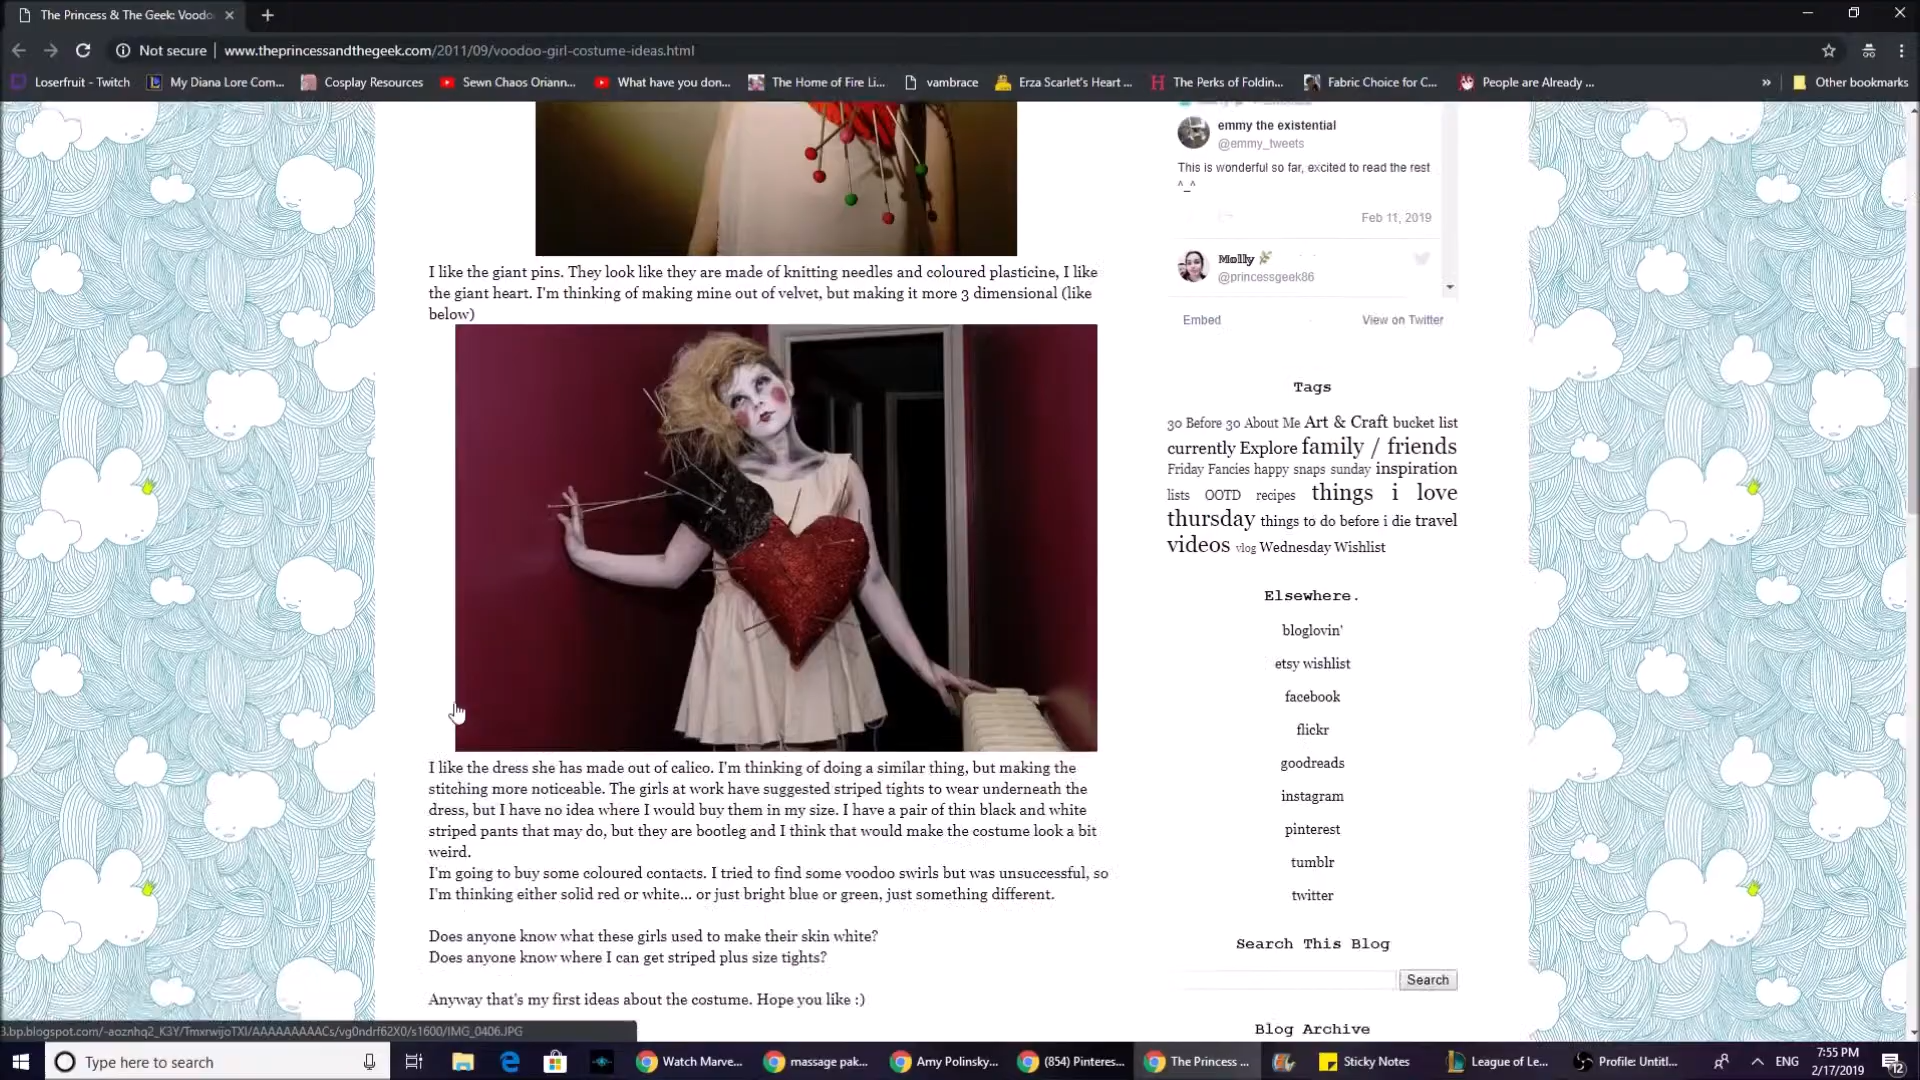 The Princess & The Geek: Voodo
Not secure
www.theprincessandthegeek.com/2011/09/voodoo-girl-costume-ideas.html
Loserfruit - Twitch
My Diana Lore Com...
Cosplay Resources
Sewn Chaos Oriann...
What have you don...
The Home of Fire Li...
vambrace
Erza Scarlet's Heart ...
The Perks of Foldin...
Fabric Choice for C...
People are Already ...
»
Other bookmarks
I like the giant pins. They look like they are made of knitting needles and coloured plasticine, I like
the giant heart. I'm thinking of making mine out of velvet, but making it more 3 dimensional (like
below)
I like the dress she has made out of calico. I'm thinking of doing a similar thing, but making the
stitching more noticeable. The girls at work have suggested striped tights to wear underneath the
dress, but I have no idea where I would buy them in my size. I have a pair of thin black and white
striped pants that may do, but they are bootleg and I think that would make the costume look a bit
weird.
I'm going to buy some coloured contacts. I tried to find some voodoo swirls but was unsuccessful, so
I'm thinking either solid red or white... or just bright blue or green, just something different.
Does anyone know what these girls used to make their skin white?
Does anyone know where I can get striped plus size tights?
Anyway that's my first ideas about the costume. Hope you like :)
emmy the existential
@emmy_tweets
This is wonderful so far, excited to read the rest
^_^
Feb 11, 2019
Molly
@princessgeek86
Embed
View on Twitter
Tags
30 Before 30 About Me Art & Craft bucket list
currently Explore family / friends
Friday Fancies happy snaps sunday inspiration
lists OOTD recipes things i love
thursday things to do before i die travel
videos vlog Wednesday Wishlist
Elsewhere.
bloglovin'
etsy wishlist
facebook
flickr
goodreads
instagram
pinterest
tumblr
twitter
Search This Blog
Search
Blog Archive
3.bp.blogspot.com/-aoznhq2_K3Y/TmxrwijoTXI/AAAAAAAAACs/vg0ndrf62X0/s1600/IMG_0406.JPG
Type here to search
Watch Marve...
massage pak...
Amy Polinsky...
(854) Pinteres...
The Princess ...
Sticky Notes
League of Le...
Profile: Untitl...
ENG
7:55 PM
2/17/2019
12